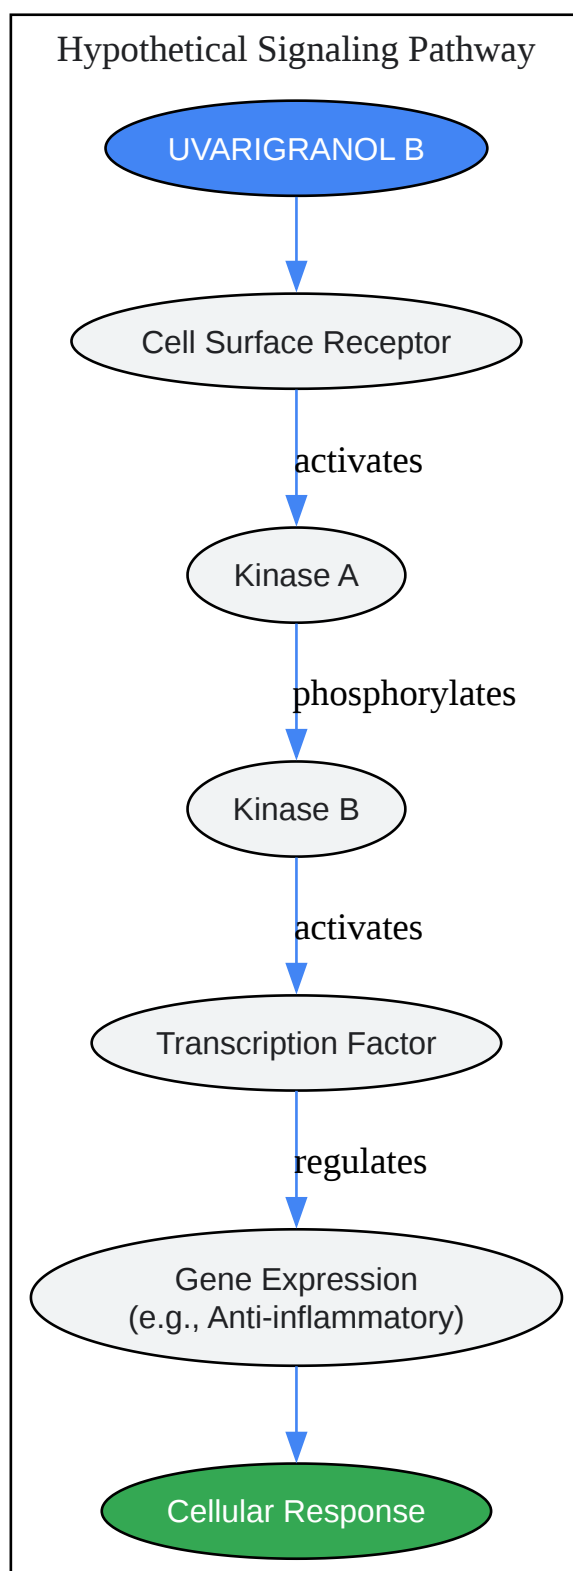 Hypothetical Signaling Pathway
UVARIGRANOL B
Cell Surface Receptor
activates
Kinase A
phosphorylates
Kinase B
activates
Transcription Factor
regulates
Gene Expression
(e.g., Anti-inflammatory)
Cellular Response